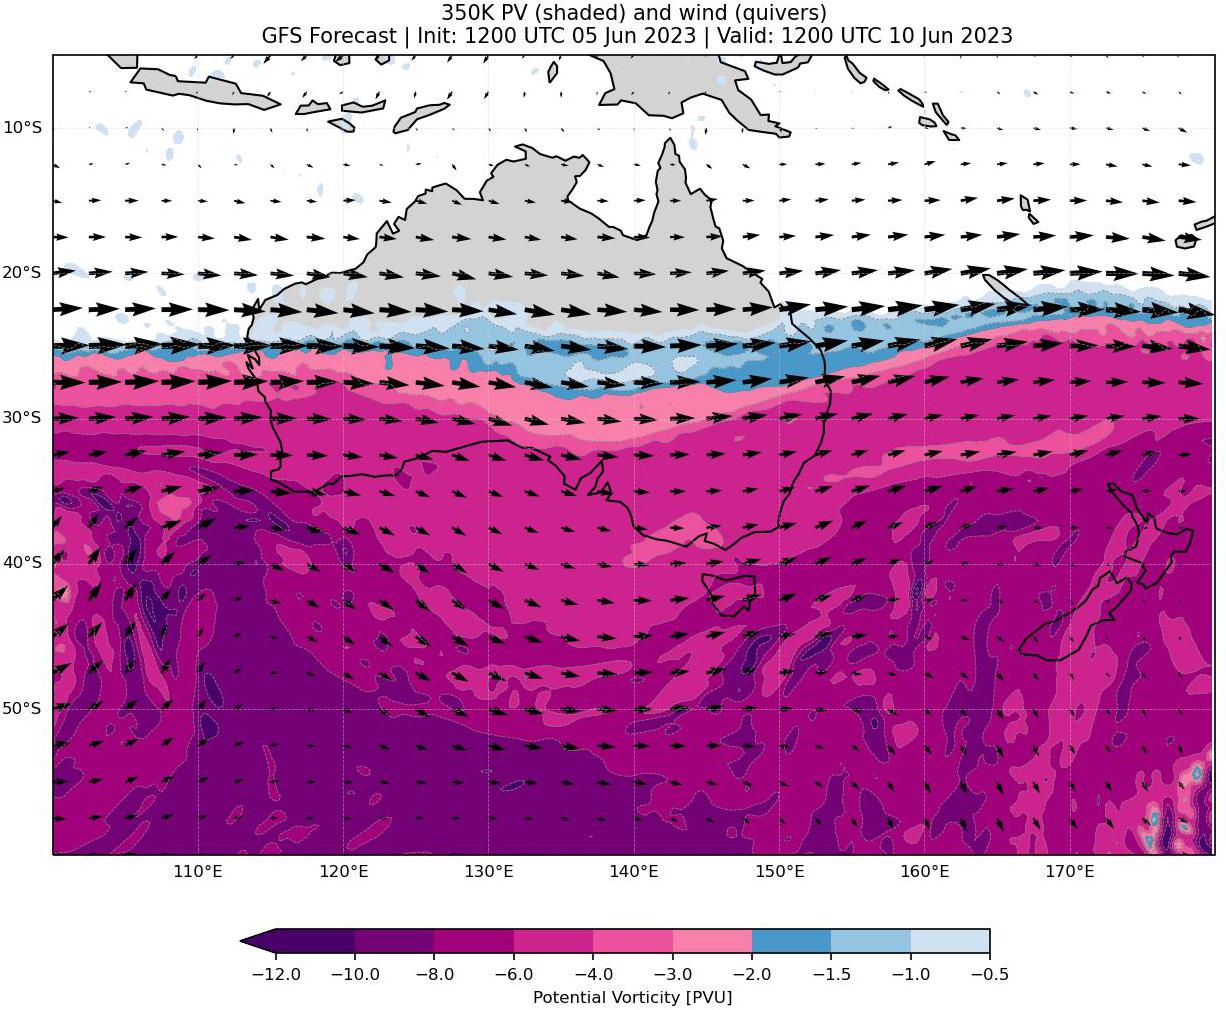 350K PV (shaded) and wind (quivers)
GFS Forecast | Init: 1200 UTC 05 Jun 2023 | Valid: 1200 UTC 10 Jun 2023
10°S
20°S
30°S
40°S
50°S
110°E 120°E 130°E 140°E 150°E 160°E 170°E
−12.0 −10.0 −8.0 −6.0 −4.0 −3.0 −2.0 −1.5 −1.0 −0.5
Potential Vorticity [PVU]